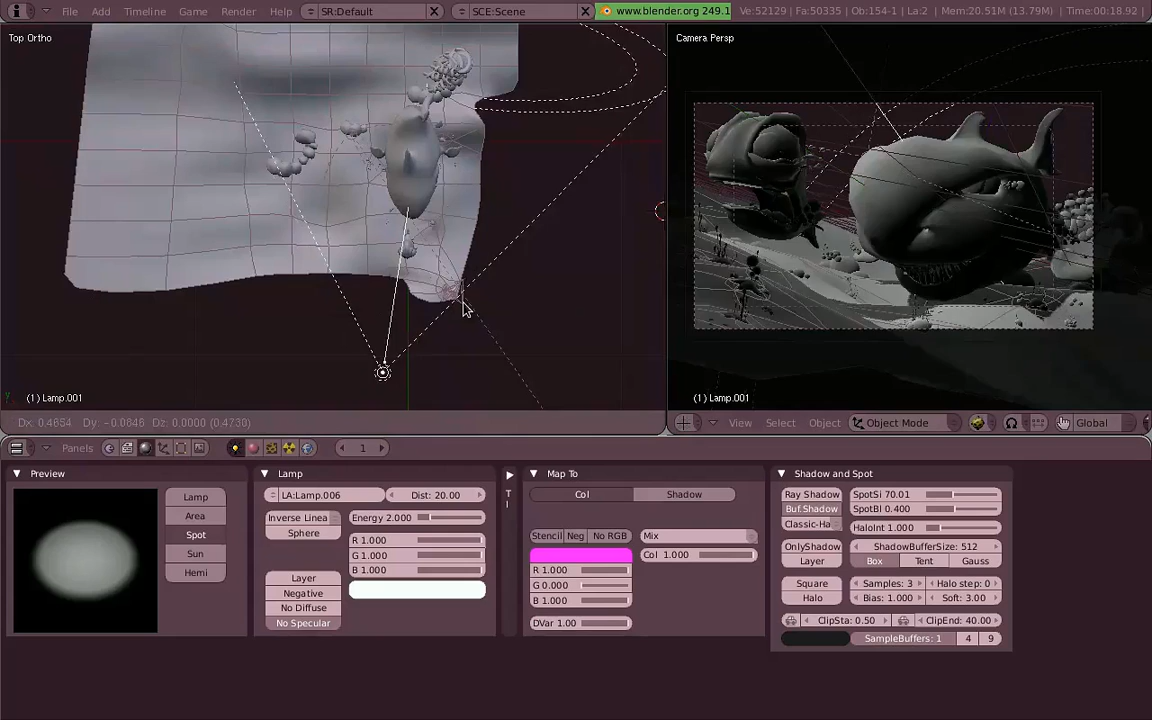 File Add Timeline Game Render Help SR:Default SCE:Scene www.blender.org 249.1 Ve:52129 | Fa:50335 | Ob:154-1 | La:2 | Mem:20.51M (13.79M) | Time:00:18.92 |
Top Ortho
Camera Persp
(1) Lamp.001
(1) Lamp.001
Dx: 0.4654 Dy: -0.0846 Dz: 0.0000 (0.4730)
View Select Object Object Mode Global
Panels 1
Preview
Lamp
Area
Spot
Sun
Hemi
Lamp
LA:Lamp.006 Dist: 20.00
Inverse Linea Energy 2.000
Sphere
R 1.000
G 1.000
B 1.000
Layer
Negative
No Diffuse
No Specular
T
Map To
Col Shadow
Stencil Neg No RGB Mix
Col 1.000
R 1.000
G 0.000
B 1.000
DVar 1.00
Shadow and Spot
Ray Shadow SpotSi 70.01
Buf.Shadow SpotBl 0.400
Classic-Ha HaloInt 1.000
OnlyShadow ShadowBufferSize: 512
Layer Box Tent Gauss
Square Samples: 3 Halo step: 0
Halo Bias: 1.000 Soft: 3.00
ClipSta: 0.50 ClipEnd: 40.00
SampleBuffers: 1 4 9